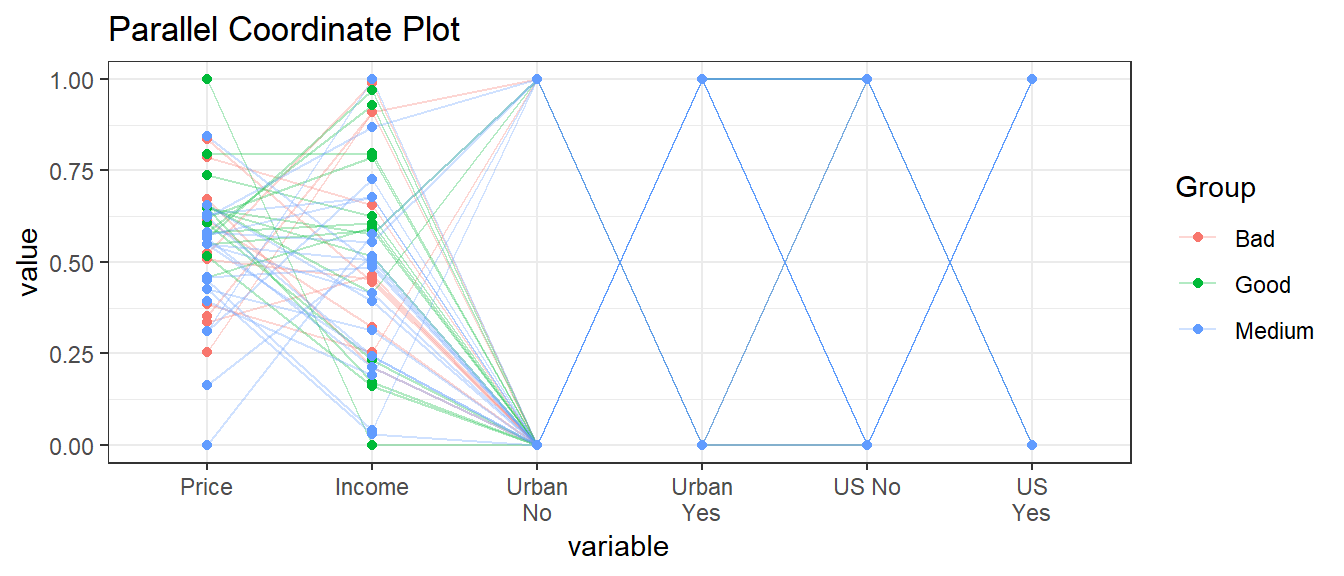 Parallel Coordinate Plot
1.00
0.75
0.50
0.25
0.00
value
Price
Income
Urban
No
Urban
Yes
US No
US
Yes
variable
Group
Bad
Good
Medium